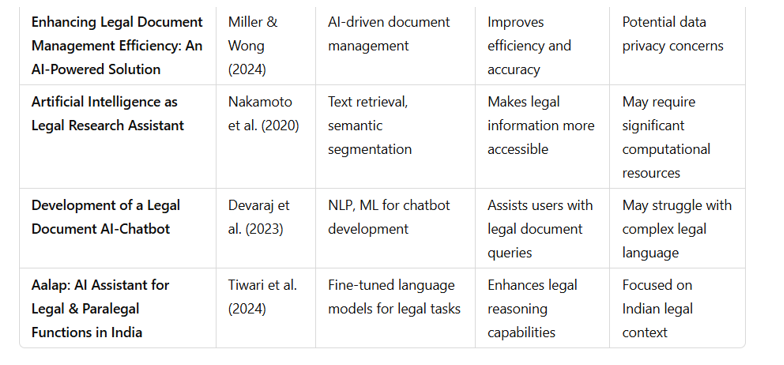 Enhancing Legal Document
Management Efficiency: An
AI-Powered Solution
Miller &
Wong
(2024)
AI-driven document
management
Improves
efficiency and
accuracy
Potential data
privacy concerns
Artificial Intelligence as
Legal Research Assistant
Nakamoto
et al. (2020)
Text retrieval,
semantic
segmentation
Makes legal
information more
accessible
May require
significant
computational
resources
Development of a Legal
Document AI-Chatbot
Devaraj et
al. (2023)
NLP, ML for chatbot
development
Assists users with
legal document
queries
May struggle with
complex legal
language
Aalap: AI Assistant for
Legal & Paralegal
Functions in India
Tiwari et al.
(2024)
Fine-tuned language
models for legal tasks
Enhances legal
reasoning
capabilities
Focused on
Indian legal
context